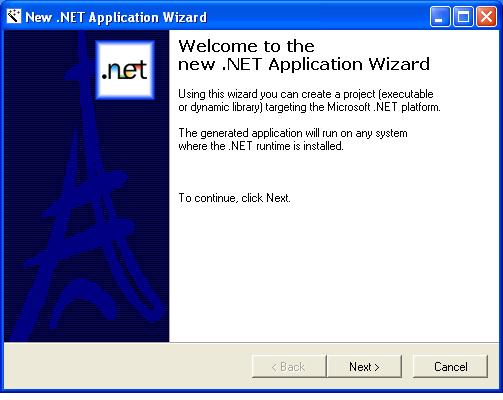 New .NET Application Wizard
.net
Welcome to the
new .NET Application Wizard
Using this wizard you can create a project (executable
or dynamic library) targeting the Microsoft .NET platform.
The generated application will run on any system
where the .NET runtime is installed.
To continue, click Next.
< Back
Next >
Cancel